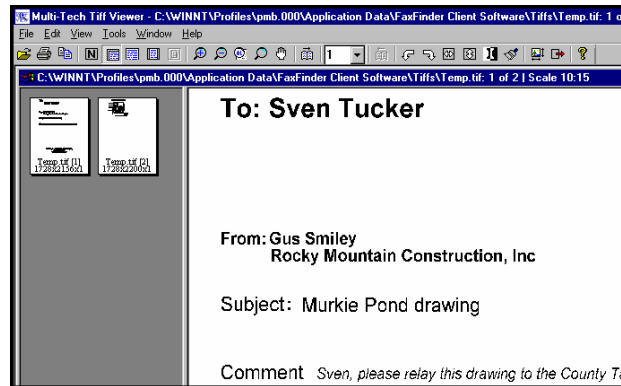 Multi-Tech Tiff Viewer - C:\WINNT\Profiles\pmb.000\Application Data\FaxFinder Client Software\Tiffs\Temp.tif: 1 o
File Edit View Tools Window Help
N 1
C:\WINNT\Profiles\pmb.000\Application Data\FaxFinder Client Software\Tiffs\Temp.tif: 1 of 2 | Scale 10:15
To: Sven Tucker
Temp.tif [1] Temp.tif [2]
1728x2156x1 1728x2200x1
From: Gus Smiley
Rocky Mountain Construction, Inc
Subject: Murkie Pond drawing
Comment Sven, please relay this drawing to the County Ta